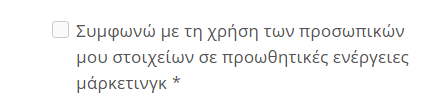 Συμφωνώ με τη χρήση των προσωπικών
μου στοιχείων σε προωθητικές ενέργειες
μάρκετινγκ *